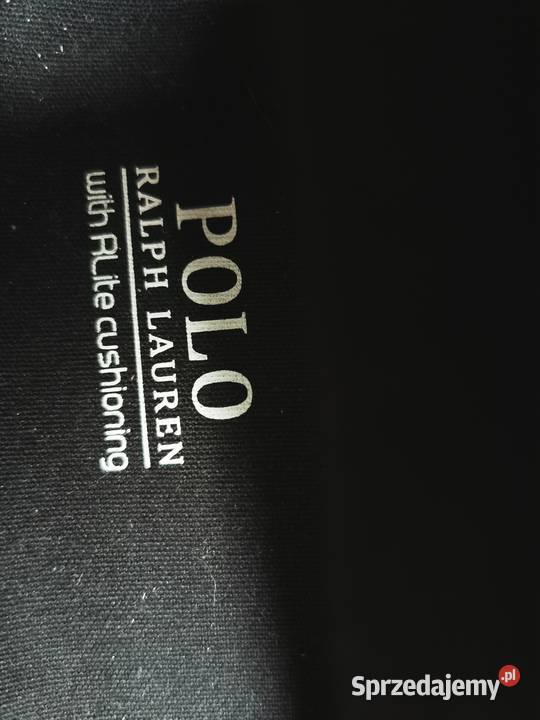 POLO
RALPH LAUREN
with RLite cushioning
Sprzedajemy.pl